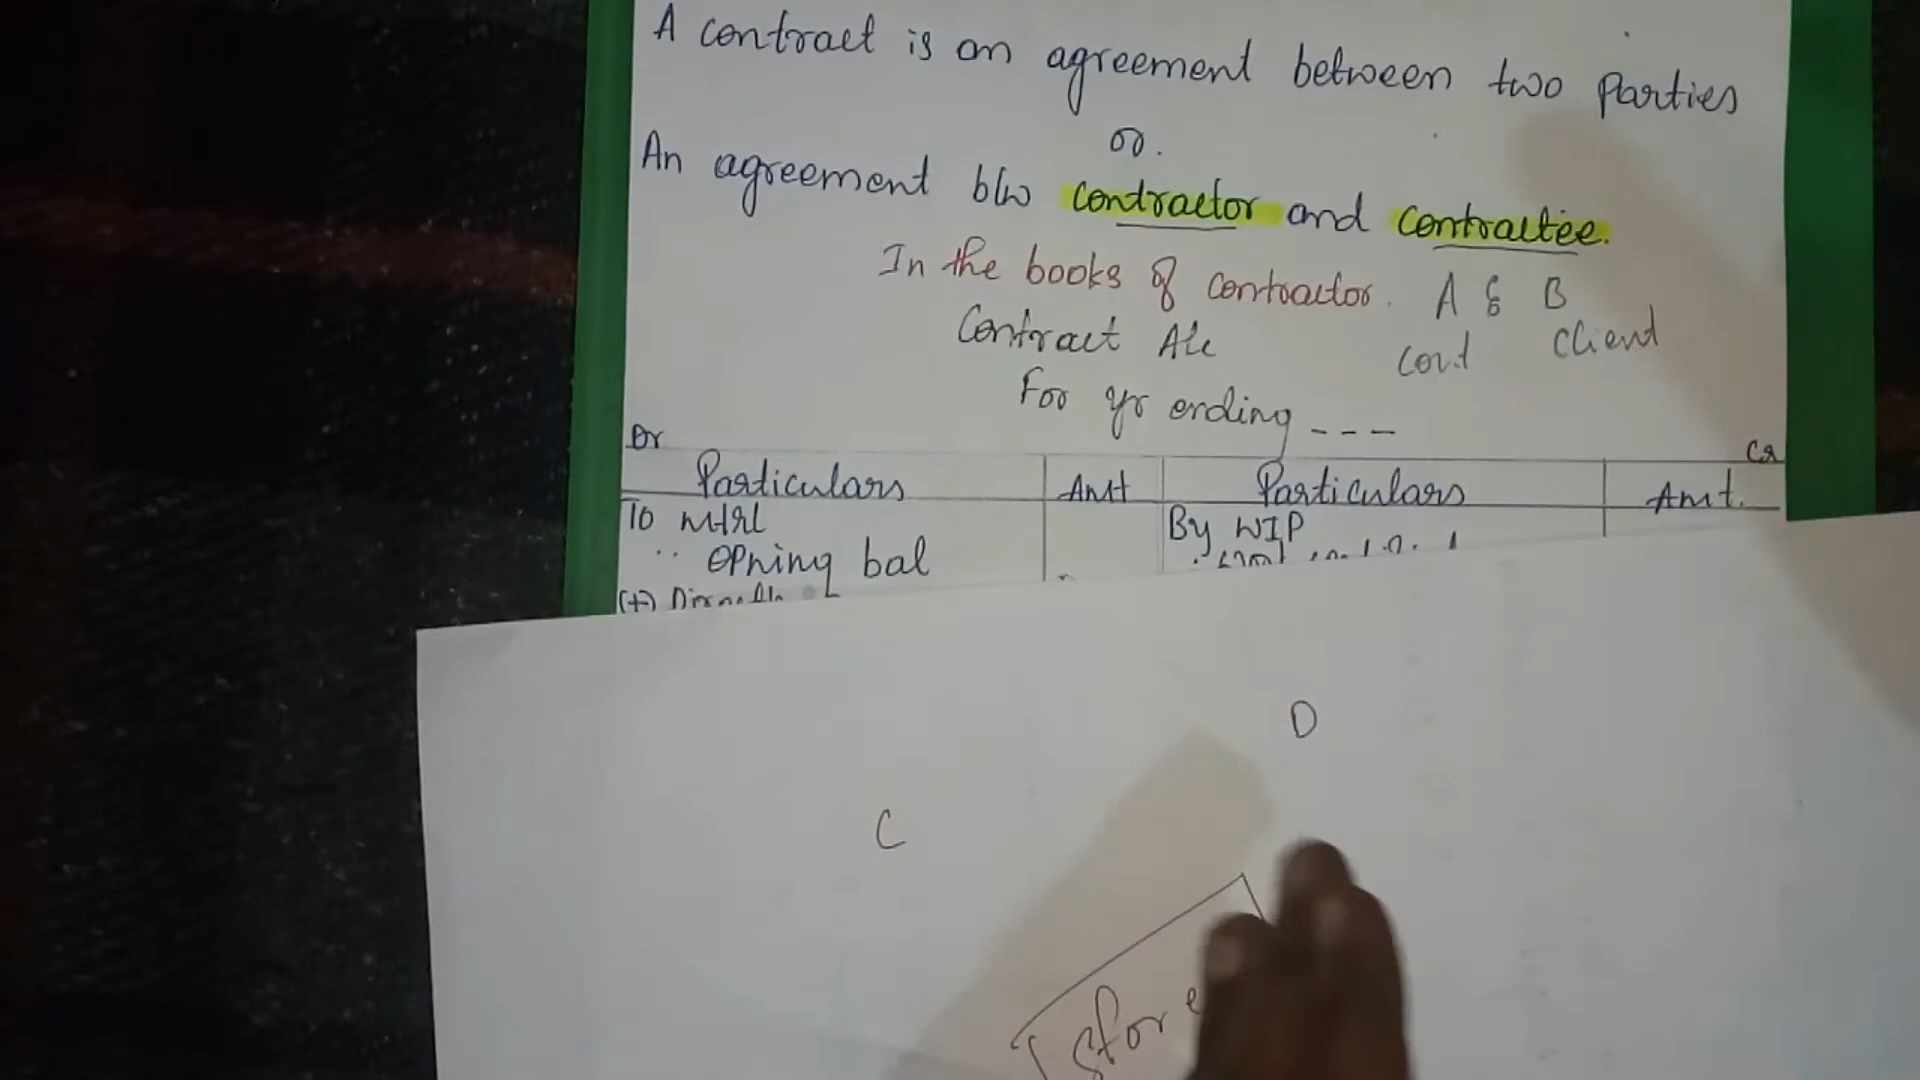 A contract is an agreement between two Parties
or.
An agreement b/w contractor and contractee.
In the books of contractor. A & B
Contract A/c cont client
For yr ending ---
Dr Cr
Particulars Amt Particulars Amt.
To Mtrl By WIP
" Opning bal
(+)
C D
store